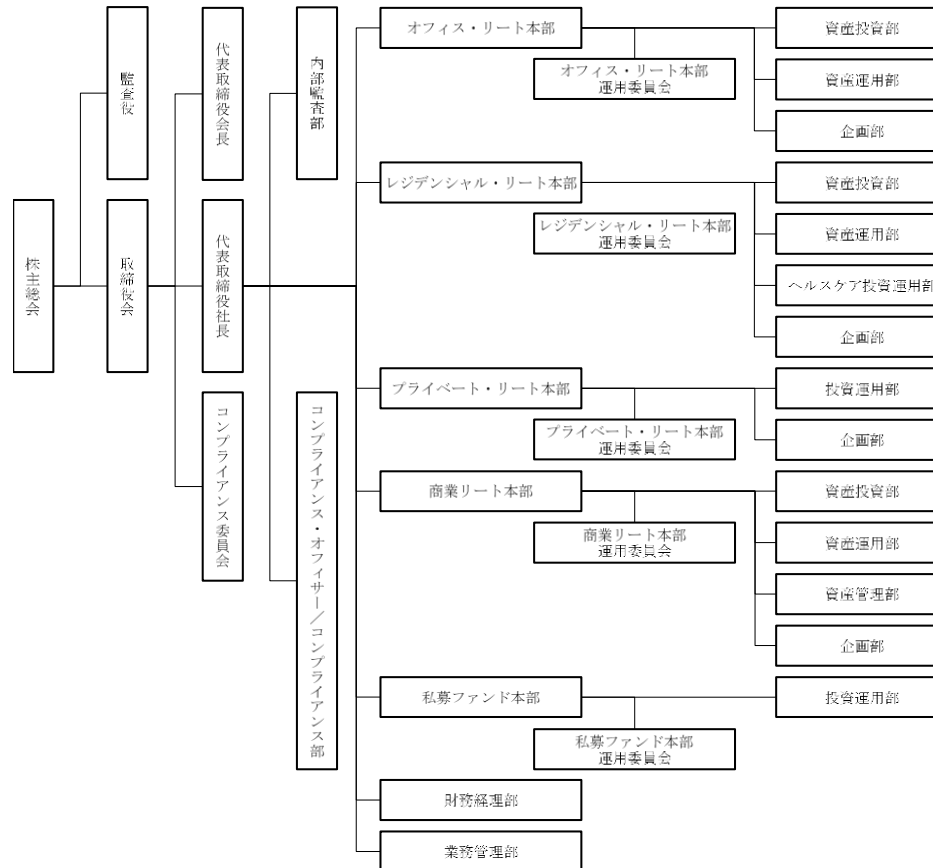 株主総会
監査役
取締役会
代表取締役会長
代表取締役社長
コンプライアンス委員会
内部監査部
コンプライアンス・オフィサー／コンプライアンス部
オフィス・リート本部
オフィス・リート本部
運用委員会
資産投資部
資産運用部
企画部
レジデンシャル・リート本部
レジデンシャル・リート本部
運用委員会
資産投資部
資産運用部
ヘルスケア投資運用部
企画部
プライベート・リート本部
プライベート・リート本部
運用委員会
投資運用部
企画部
商業リート本部
商業リート本部
運用委員会
資産投資部
資産運用部
資産管理部
企画部
私募ファンド本部
私募ファンド本部
運用委員会
投資運用部
財務経理部
業務管理部